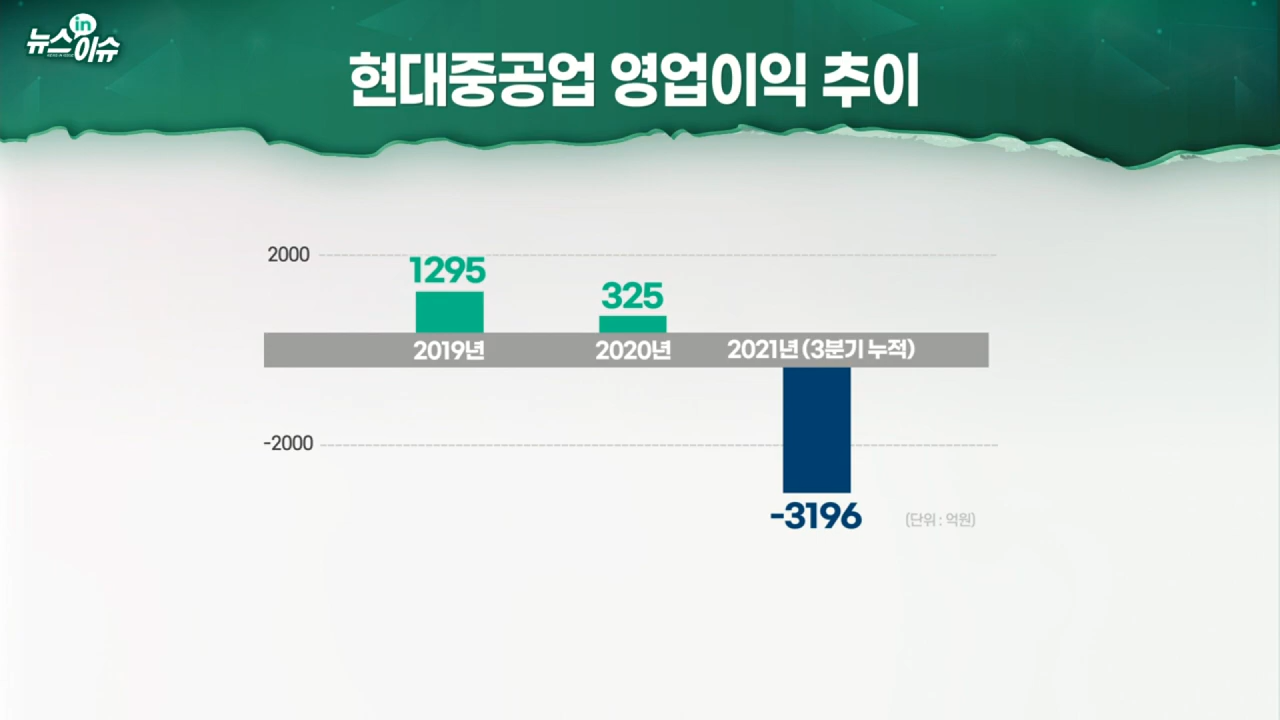 뉴스in이슈
현대중공업 영업이익 추이
2000
1295
325
2019년
2020년
2021년 (3분기 누적)
-2000
-3196
(단위 : 억원)